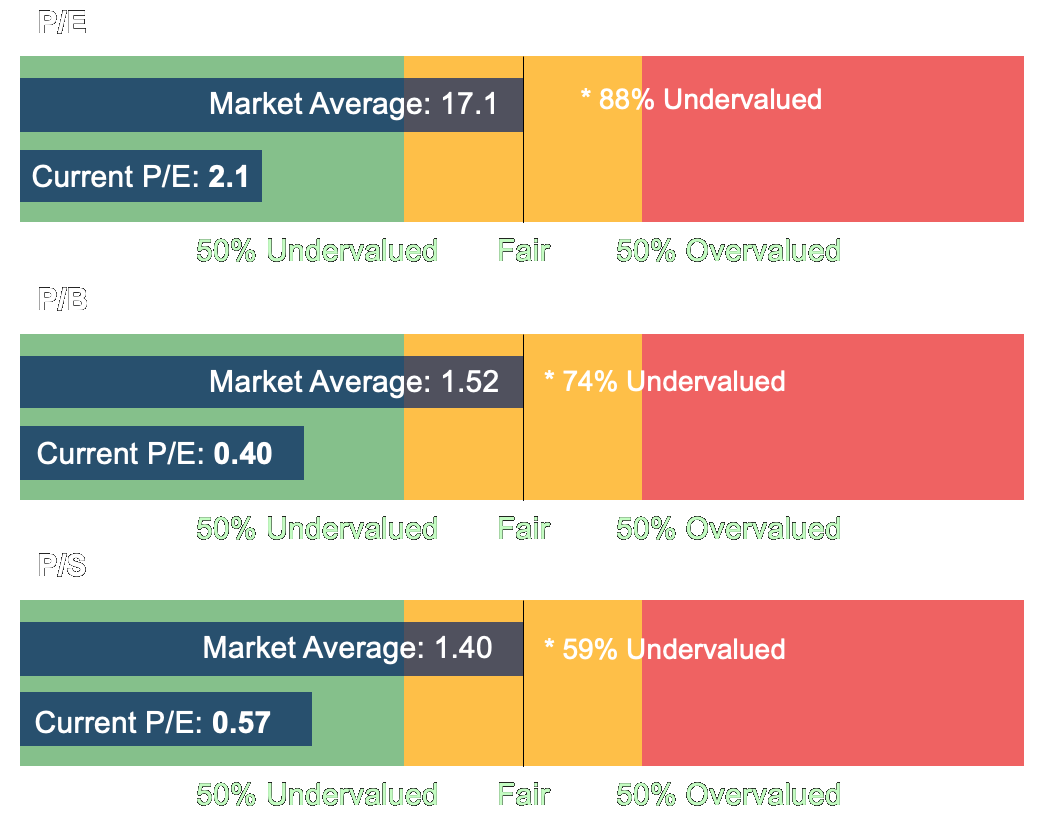 P/E
Market Average: 17.1
* 88% Undervalued
Current P/E: 2.1
50% Undervalued Fair 50% Overvalued
P/B
Market Average: 1.52
* 74% Undervalued
Current P/E: 0.40
50% Undervalued Fair 50% Overvalued
P/S
Market Average: 1.40
* 59% Undervalued
Current P/E: 0.57
50% Undervalued Fair 50% Overvalued